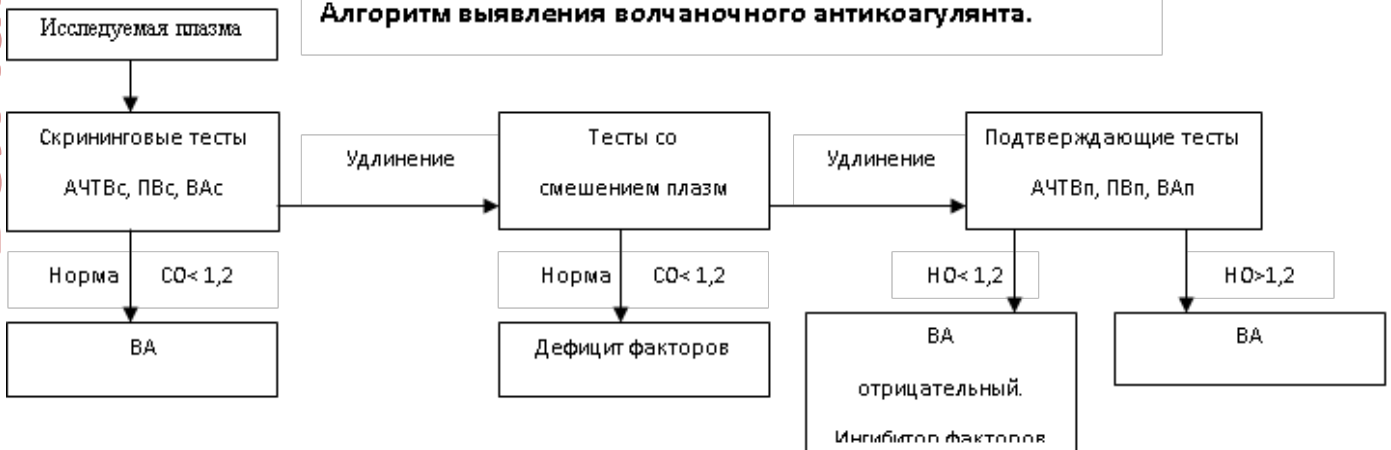 Алгоритм выявления волчаночного антикоагулянта.
Исследуемая плазма
Скрининговые тесты
АЧТВс, ПВс, ВАс
Удлинение
Тесты со
смешением плазм
Удлинение
Подтверждающие тесты
АЧТВп, ПВп, ВАп
Норма СО< 1,2
Норма СО< 1,2
НО< 1,2
НО>1,2
ВА
Дефицит факторов
ВА
отрицательный.
Ингибитор факторов
ВА